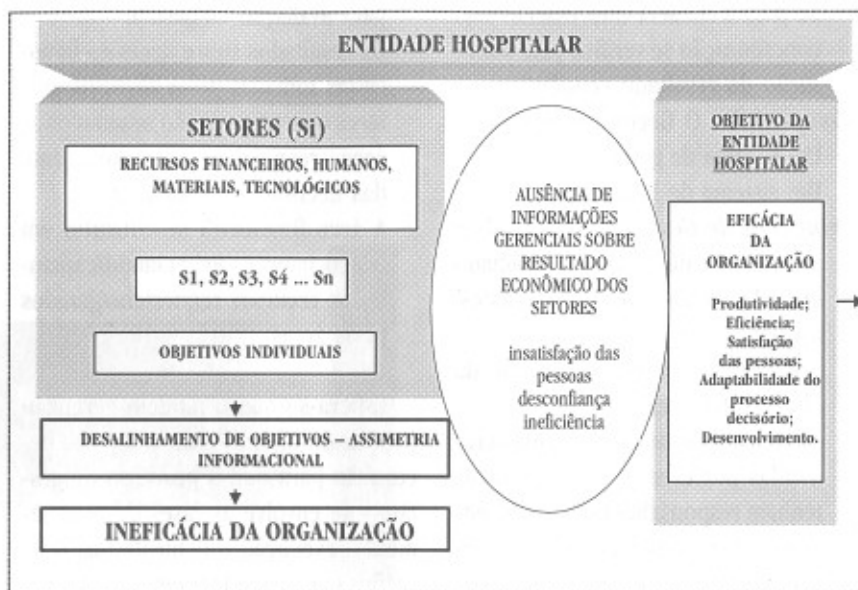 ENTIDADE HOSPITALAR
SETORES (Si)
RECURSOS FINANCEIROS, HUMANOS,
MATERIAIS, TECNOLÓGICOS
S1, S2, S3, S4 ... Sn
OBJETIVOS INDIVIDUAIS
DESALINHAMENTO DE OBJETIVOS – ASSIMETRIA
INFORMACIONAL
INEFICÁCIA DA ORGANIZAÇÃO
AUSÊNCIA DE
INFORMAÇÕES
GERENCIAIS SOBRE
RESULTADO
ECONÔMICO DOS
SETORES
insatisfação das
pessoas
desconfiança
ineficiência
OBJETIVO DA
ENTIDADE
HOSPITALAR
EFICÁCIA
DA
ORGANIZAÇÃO
Produtividade;
Eficiência;
Satisfação
das pessoas;
Adaptabilidade do
processo
decisório;
Desenvolvimento.